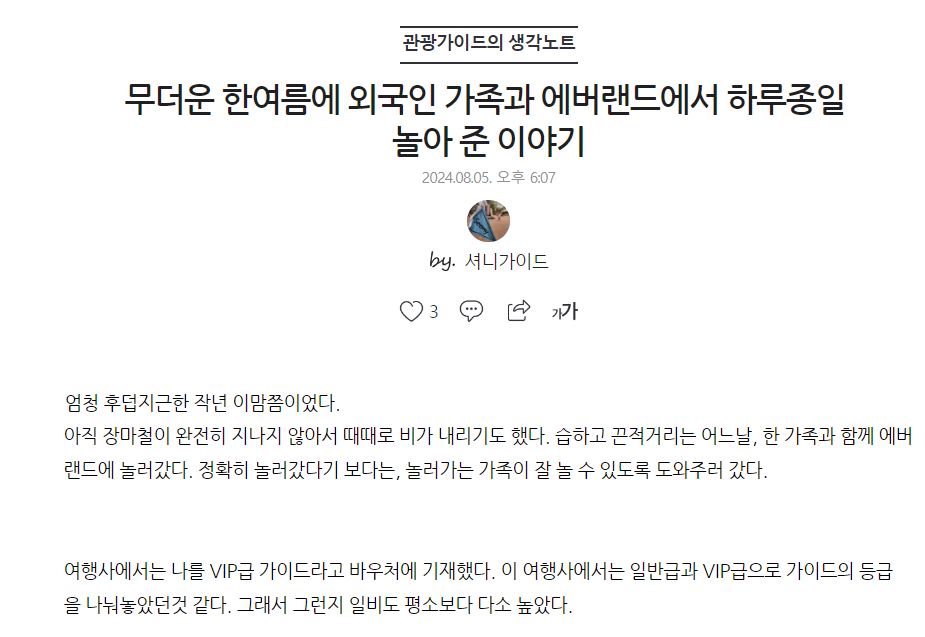 관광가이드의 생각노트
무더운 한여름에 외국인 가족과 에버랜드에서 하루종일
놀아 준 이야기
2024.08.05. 오후 6:07
by. 셔니가이드
3 가가
엄청 후덥지근한 작년 이맘쯤이었다.
아직 장마철이 완전히 지나지 않아서 때때로 비가 내리기도 했다. 습하고 끈적거리는 어느날, 한 가족과 함께 에버
랜드에 놀러갔다. 정확히 놀러갔다기 보다는, 놀러가는 가족이 잘 놀 수 있도록 도와주러 갔다.
여행사에서는 나를 VIP급 가이드라고 바우처에 기재했다. 이 여행사에서는 일반급과 VIP급으로 가이드의 등급
을 나눠놓았던것 같다. 그래서 그런지 일비도 평소보다 다소 높았다.